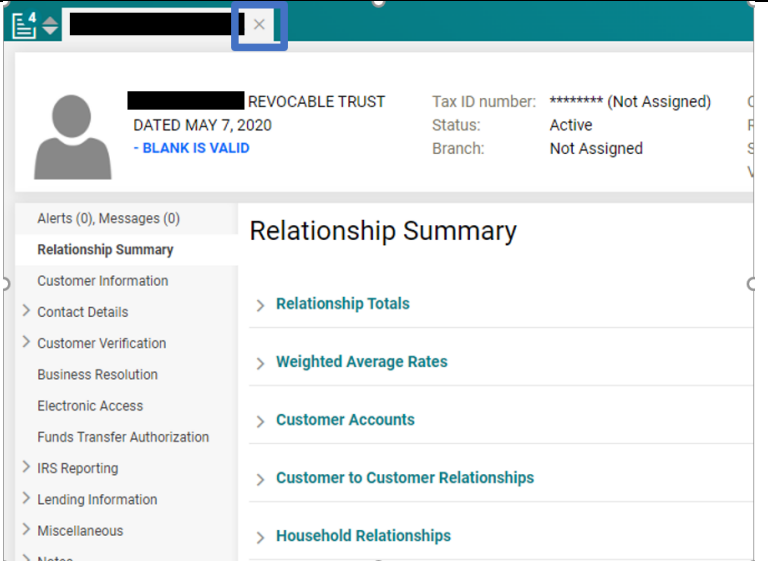 4
REVOCABLE TRUST
DATED MAY 7, 2020
- BLANK IS VALID
Tax ID number: ******** (Not Assigned)
Status: Active
Branch: Not Assigned
Alerts (0), Messages (0)
Relationship Summary
Customer Information
Contact Details
Customer Verification
Business Resolution
Electronic Access
Funds Transfer Authorization
IRS Reporting
Lending Information
Miscellaneous
Relationship Summary
Relationship Totals
Weighted Average Rates
Customer Accounts
Customer to Customer Relationships
Household Relationships